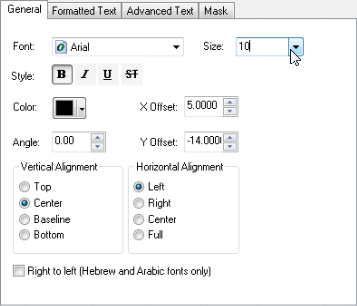 General Formatted Text Advanced Text Mask
Font: Arial Size: 10
Style: B I U ST
Color: X Offset: 5.0000
Angle: 0.00 Y Offset: -14.000
Vertical Alignment Horizontal Alignment
Top Left
Center Right
Baseline Center
Bottom Full
Right to left (Hebrew and Arabic fonts only)